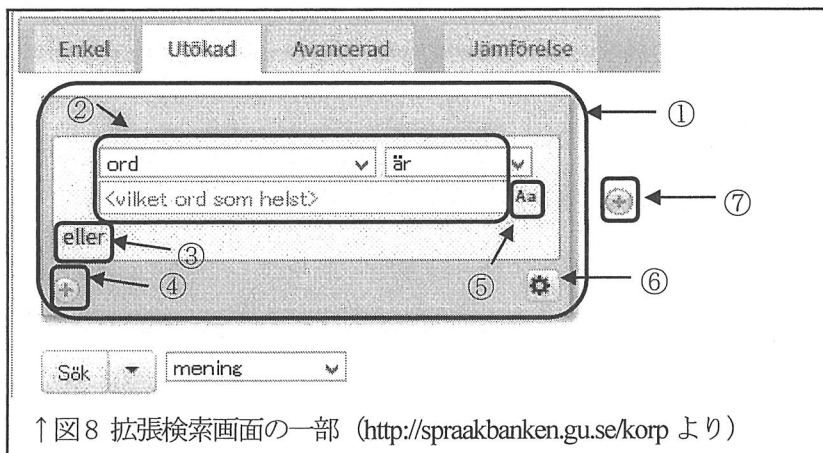 Enkel Utökad Avancerad Jämförelse
②
①
ord är
<vilket ord som helst> Aa
⑦
eller
③
④ ⑤ ⑥
Sök mening
↑図8 拡張検索画面の一部（http://spraakbanken.gu.se/korp より）